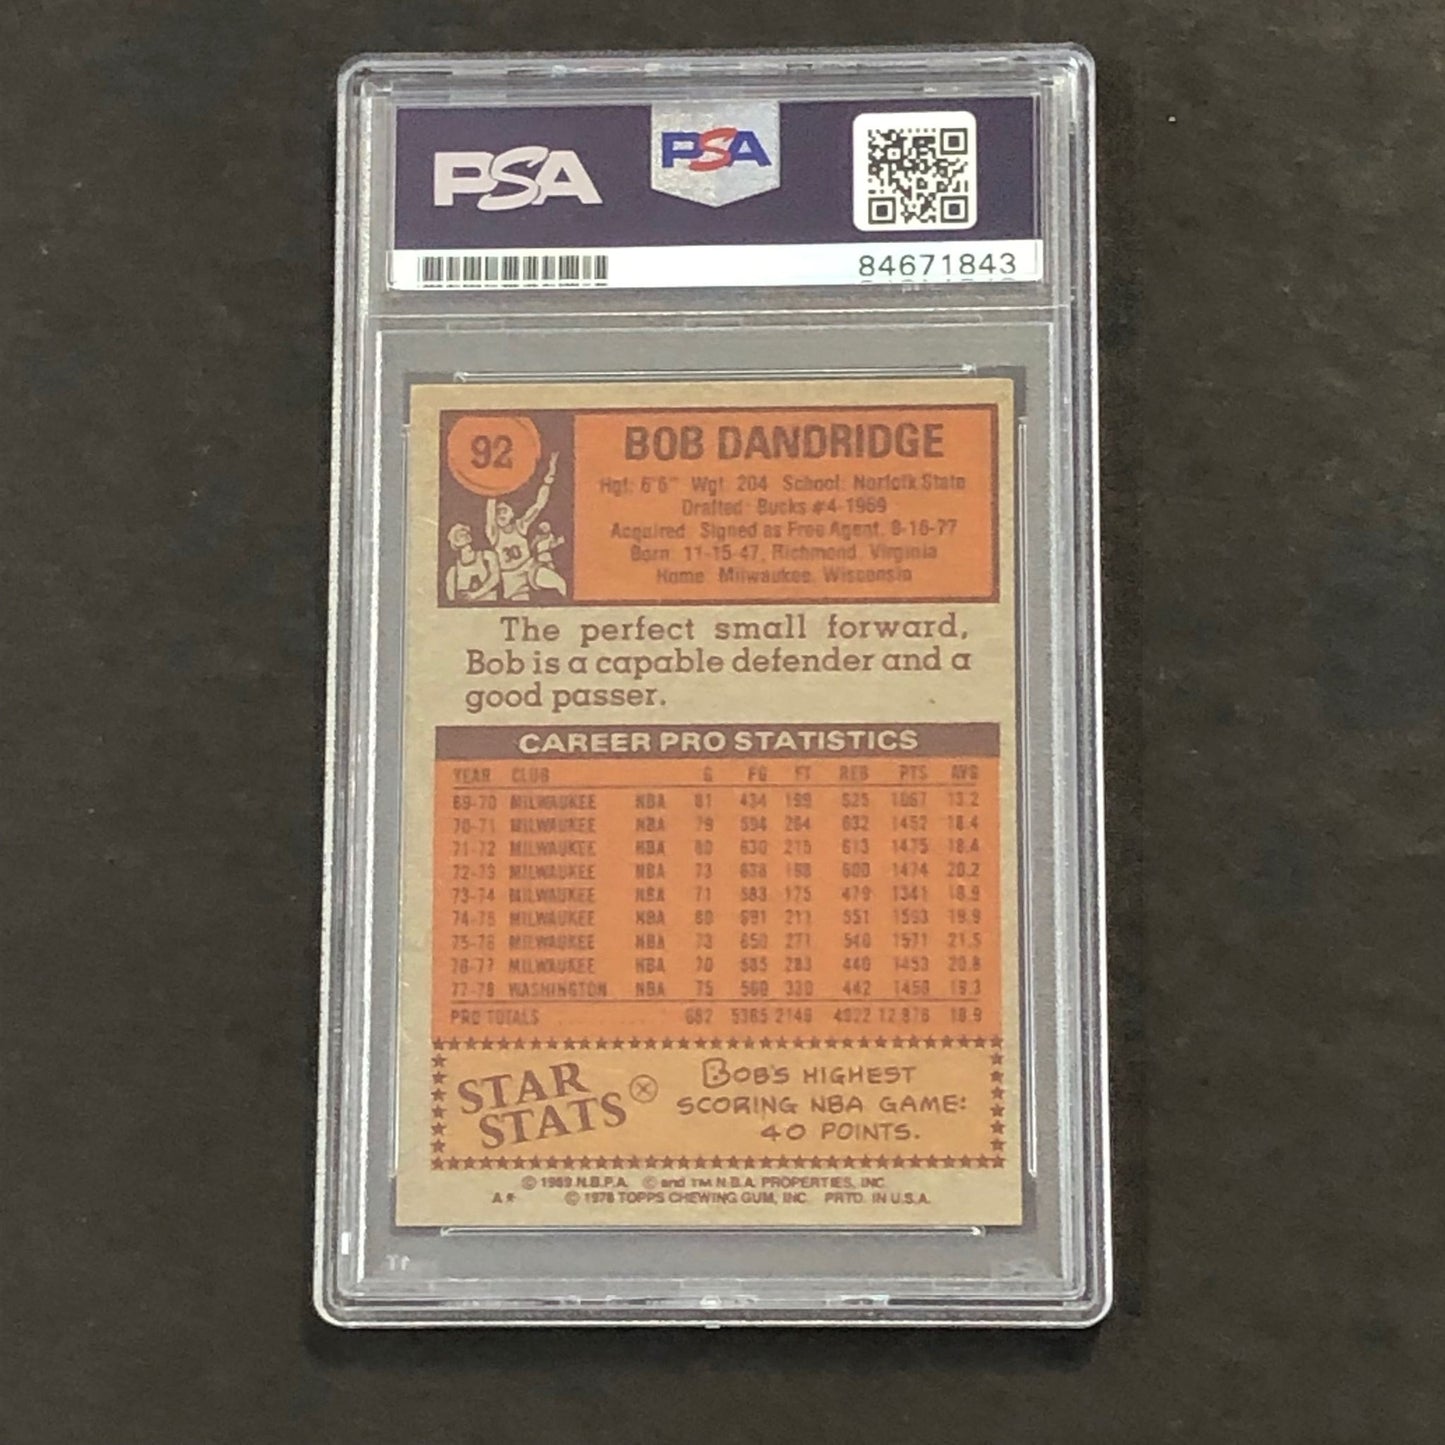 PSA PSA
84671843
92
BOB DANDRIDGE
Hgt: 6'6" Wgt: 204 School: Norfolk State
Drafted: Bucks #4-1969
Acquired: Signed as Free Agent, 8-18-77
Born: 11-15-47, Richmond, Virginia
Home: Milwaukee, Wisconsin
30
The perfect small forward,
Bob is a capable defender and a
good passer.
CAREER PRO STATISTICS
YEAR CLUB G FG FT REB PTS AVG
69-70 MILWAUKEE NBA 81 434 199 625 1067 13.2
70-71 MILWAUKEE NBA 79 594 264 632 1452 18.4
71-72 MILWAUKEE NBA 80 630 215 613 1475 18.4
72-73 MILWAUKEE NBA 73 638 198 600 1474 20.2
73-74 MILWAUKEE NBA 71 583 175 479 1341 18.9
74-75 MILWAUKEE NBA 80 691 211 551 1593 19.9
75-76 MILWAUKEE NBA 73 650 271 540 1571 21.5
76-77 MILWAUKEE NBA 70 585 283 440 1453 20.8
77-78 WASHINGTON NBA 75 560 330 442 1450 19.3
PRO TOTALS 682 5365 2146 4922 12,876 18.9
STAR
STATS
BOB'S HIGHEST
SCORING NBA GAME:
40 POINTS.
© 1969 N.B.P.A. © and TM N.B.A. PROPERTIES, INC.
A* © 1978 TOPPS CHEWING GUM, INC. PRTD. IN U.S.A.